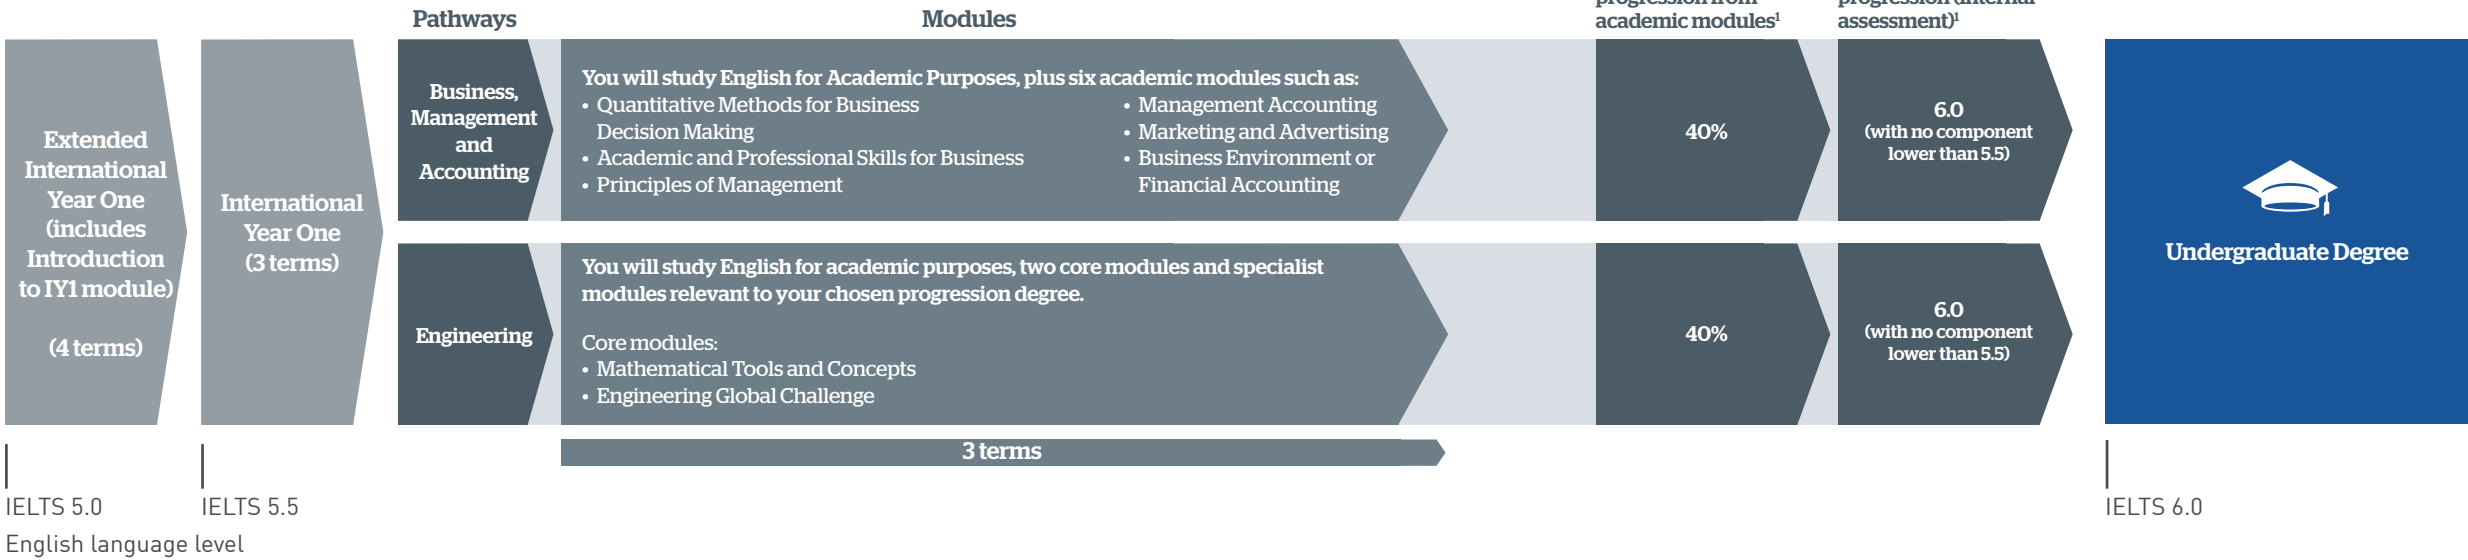 Pathways
Modules
progression from
academic modules¹
progression (internal
assessment)¹
Extended
International
Year One
(includes
Introduction
to IY1 module)
(4 terms)
International
Year One
(3 terms)
Business,
Management
and
Accounting
You will study English for Academic Purposes, plus six academic modules such as:
• Quantitative Methods for Business
Decision Making
• Academic and Professional Skills for Business
• Principles of Management
• Management Accounting
• Marketing and Advertising
• Business Environment or
Financial Accounting
40%
6.0
(with no component
lower than 5.5)
Engineering
You will study English for academic purposes, two core modules and specialist
modules relevant to your chosen progression degree.
Core modules:
• Mathematical Tools and Concepts
• Engineering Global Challenge
40%
6.0
(with no component
lower than 5.5)
Undergraduate Degree
3 terms
IELTS 5.0
IELTS 5.5
IELTS 6.0
English language level